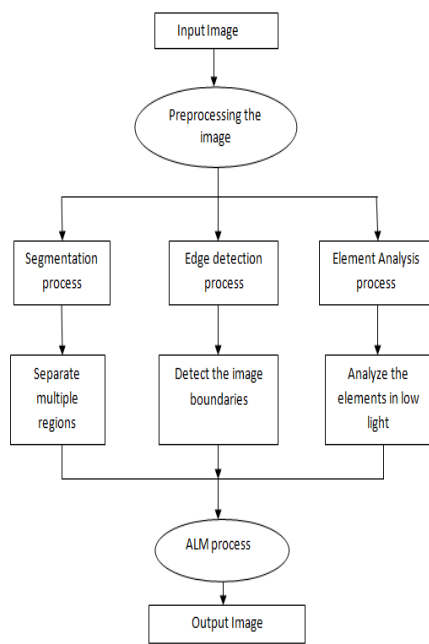 Input Image
Preprocessing the
image
Segmentation
process
Edge detection
process
Element Analysis
process
Separate
multiple
regions
Detect the image
boundaries
Analyze the
elements in low
light
ALM process
Output Image